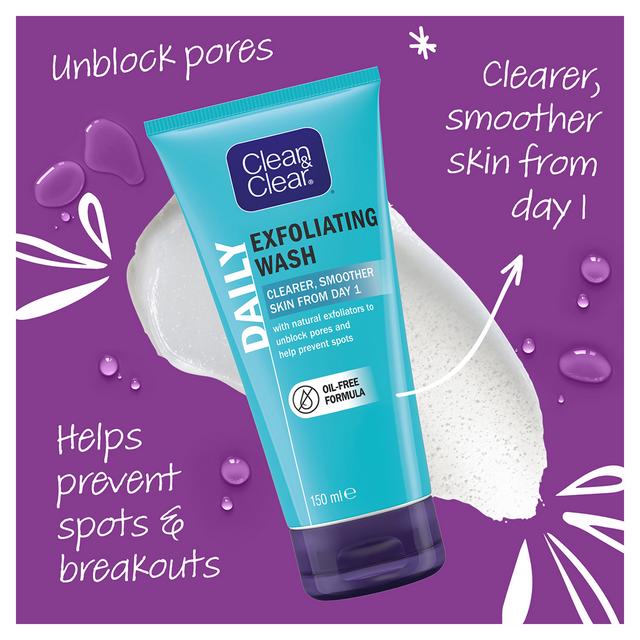 Unblock pores
Clearer,
smoother
skin from
day 1
Clean &
Clear®
DAILY
EXFOLIATING
WASH
CLEARER, SMOOTHER
SKIN FROM DAY 1
with natural exfoliators to
unblock pores and
help prevent spots
OIL-FREE
FORMULA
150 ml ℮
Helps
prevent
spots &
breakouts